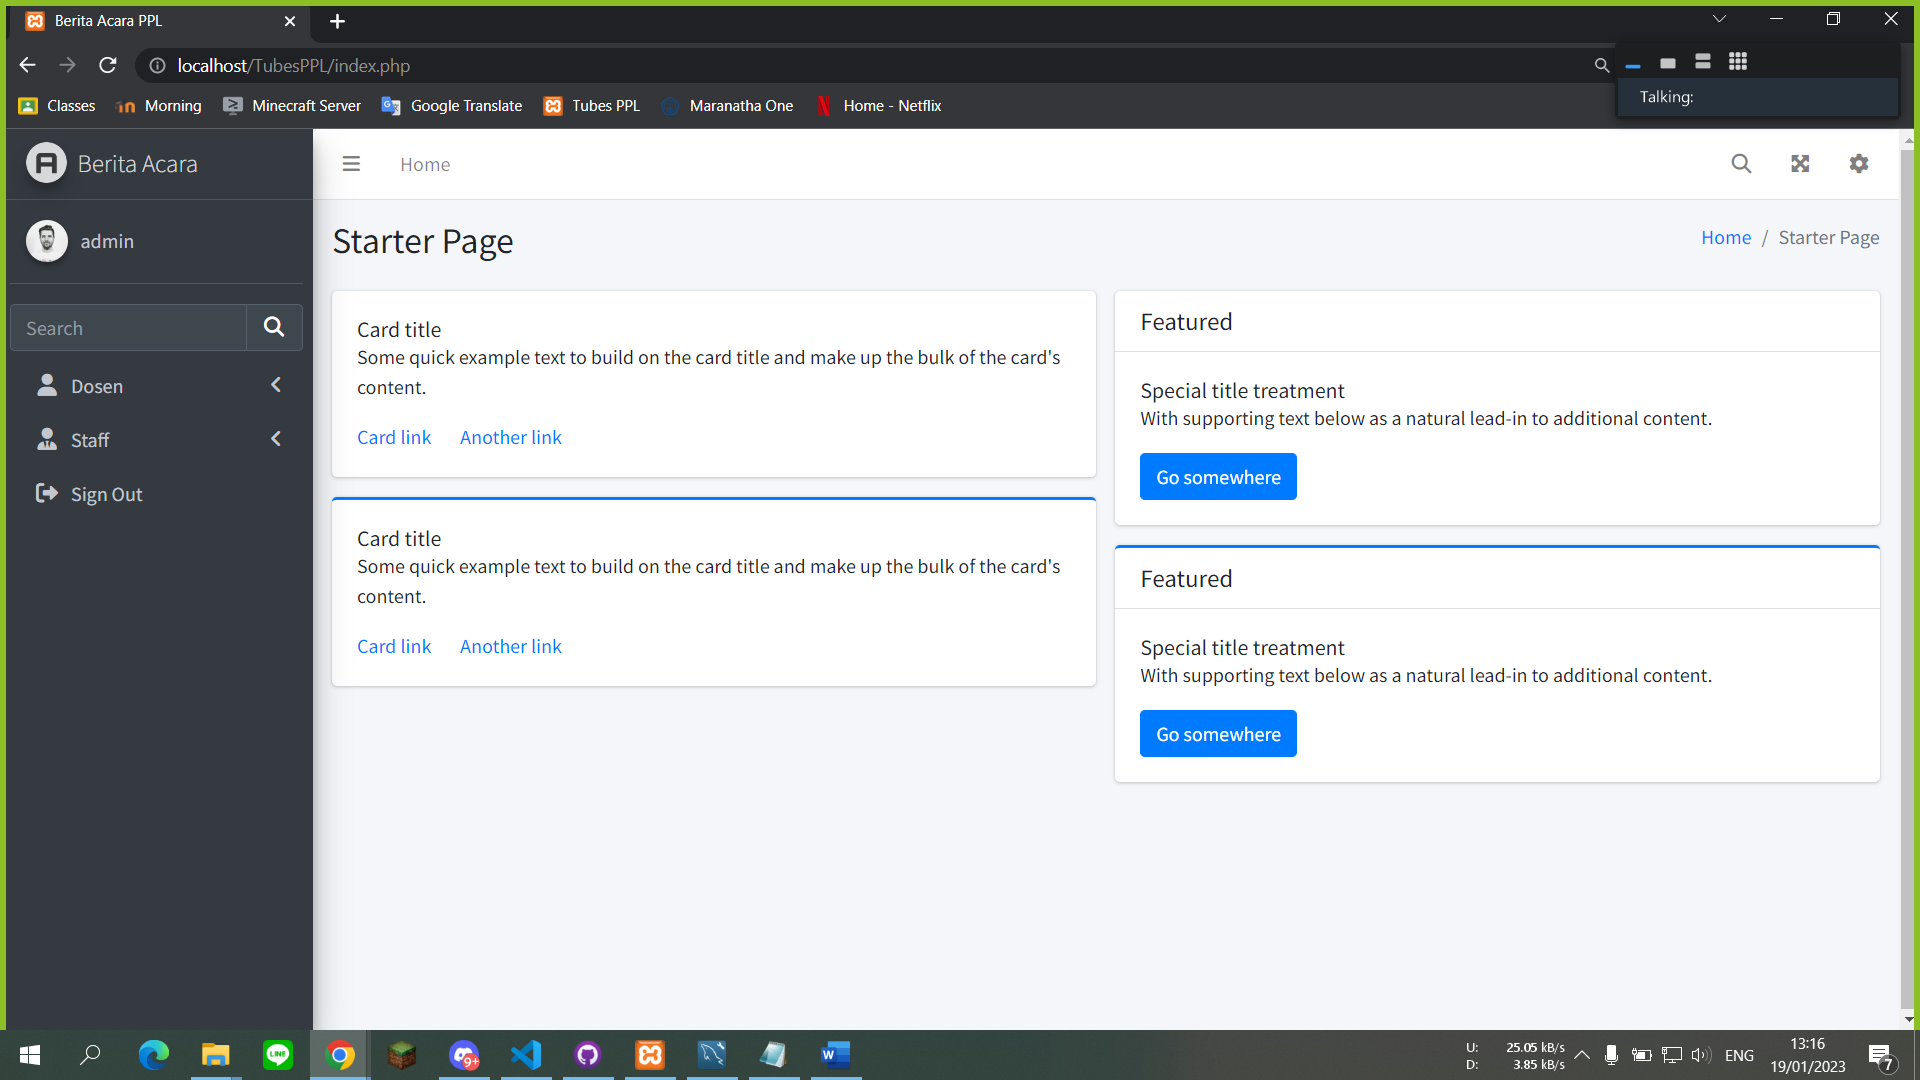 Berita Acara PPL
localhost/TubesPPL/index.php
Classes
Morning
Minecraft Server
Google Translate
Tubes PPL
Maranatha One
Home - Netflix
Talking:
Berita Acara
Home
admin
Starter Page
Home / Starter Page
Search
Dosen
Staff
Sign Out
Card title
Some quick example text to build on the card title and make up the bulk of the card's
content.
Card link Another link
Card title
Some quick example text to build on the card title and make up the bulk of the card's
content.
Card link Another link
Featured
Special title treatment
With supporting text below as a natural lead-in to additional content.
Go somewhere
Featured
Special title treatment
With supporting text below as a natural lead-in to additional content.
Go somewhere
LINE
9+
U: 25.05 kB/s
D: 3.85 kB/s
ENG
13:16
19/01/2023
7